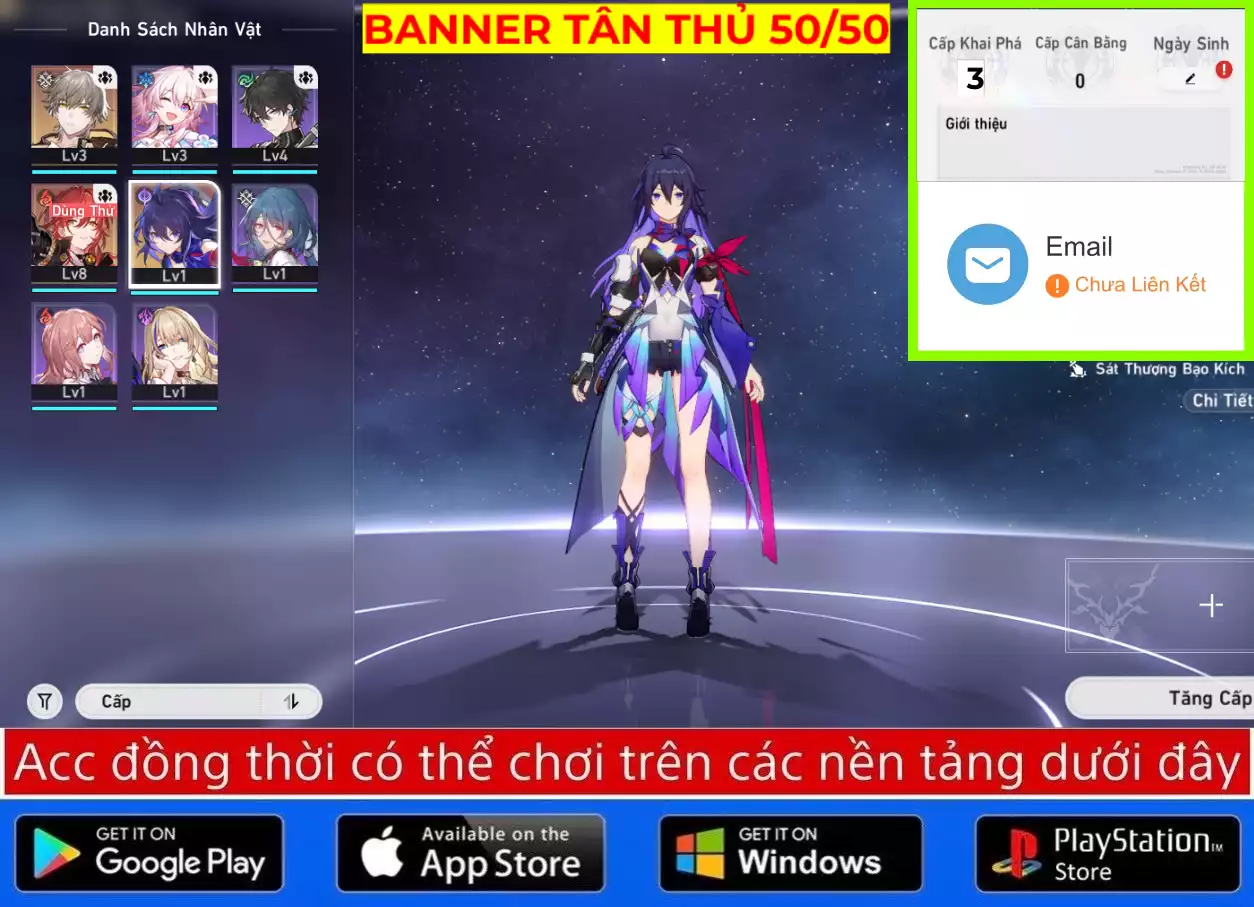 Danh Sách Nhân Vật
BANNER TÂN THỦ 50/50
Cấp Khai Phá
Cấp Cân Bằng
Ngày Sinh
3
0
Giới thiệu
Email
Chưa Liên Kết
Lv3
Lv3
Lv4
Dùng Thử
Lv8
Lv1
Lv1
Lv1
Lv1
Sát Thượng Bạo Kích
Chi Tiết
Cấp
Tăng Cấp
Acc đồng thời có thể chơi trên các nền tảng dưới đây
GET IT ON
Google Play
Available on the
App Store
GET IT ON
Windows
PlayStation™
Store